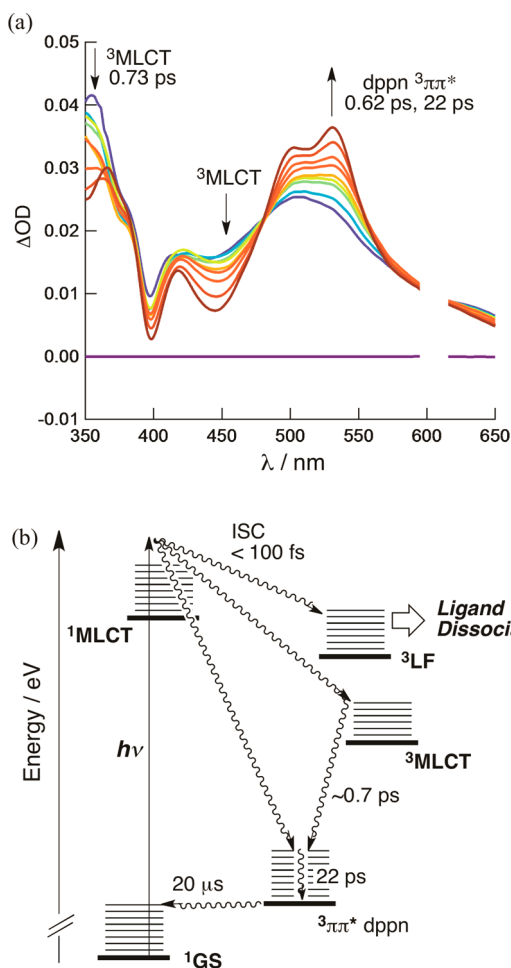 (a)
0.05
0.04
0.03
0.02
0.01
0.00
-0.01
ΔOD
³MLCT
0.73 ps
³MLCT
dppn ³ππ*
0.62 ps, 22 ps
350 400 450 500 550 600 650
λ / nm
(b)
Energy / eV
ISC
< 100 fs
¹MLCT
Ligand
Dissoci
³LF
³MLCT
hν
~0.7 ps
20 μs
22 ps
³ππ* dppn
¹GS